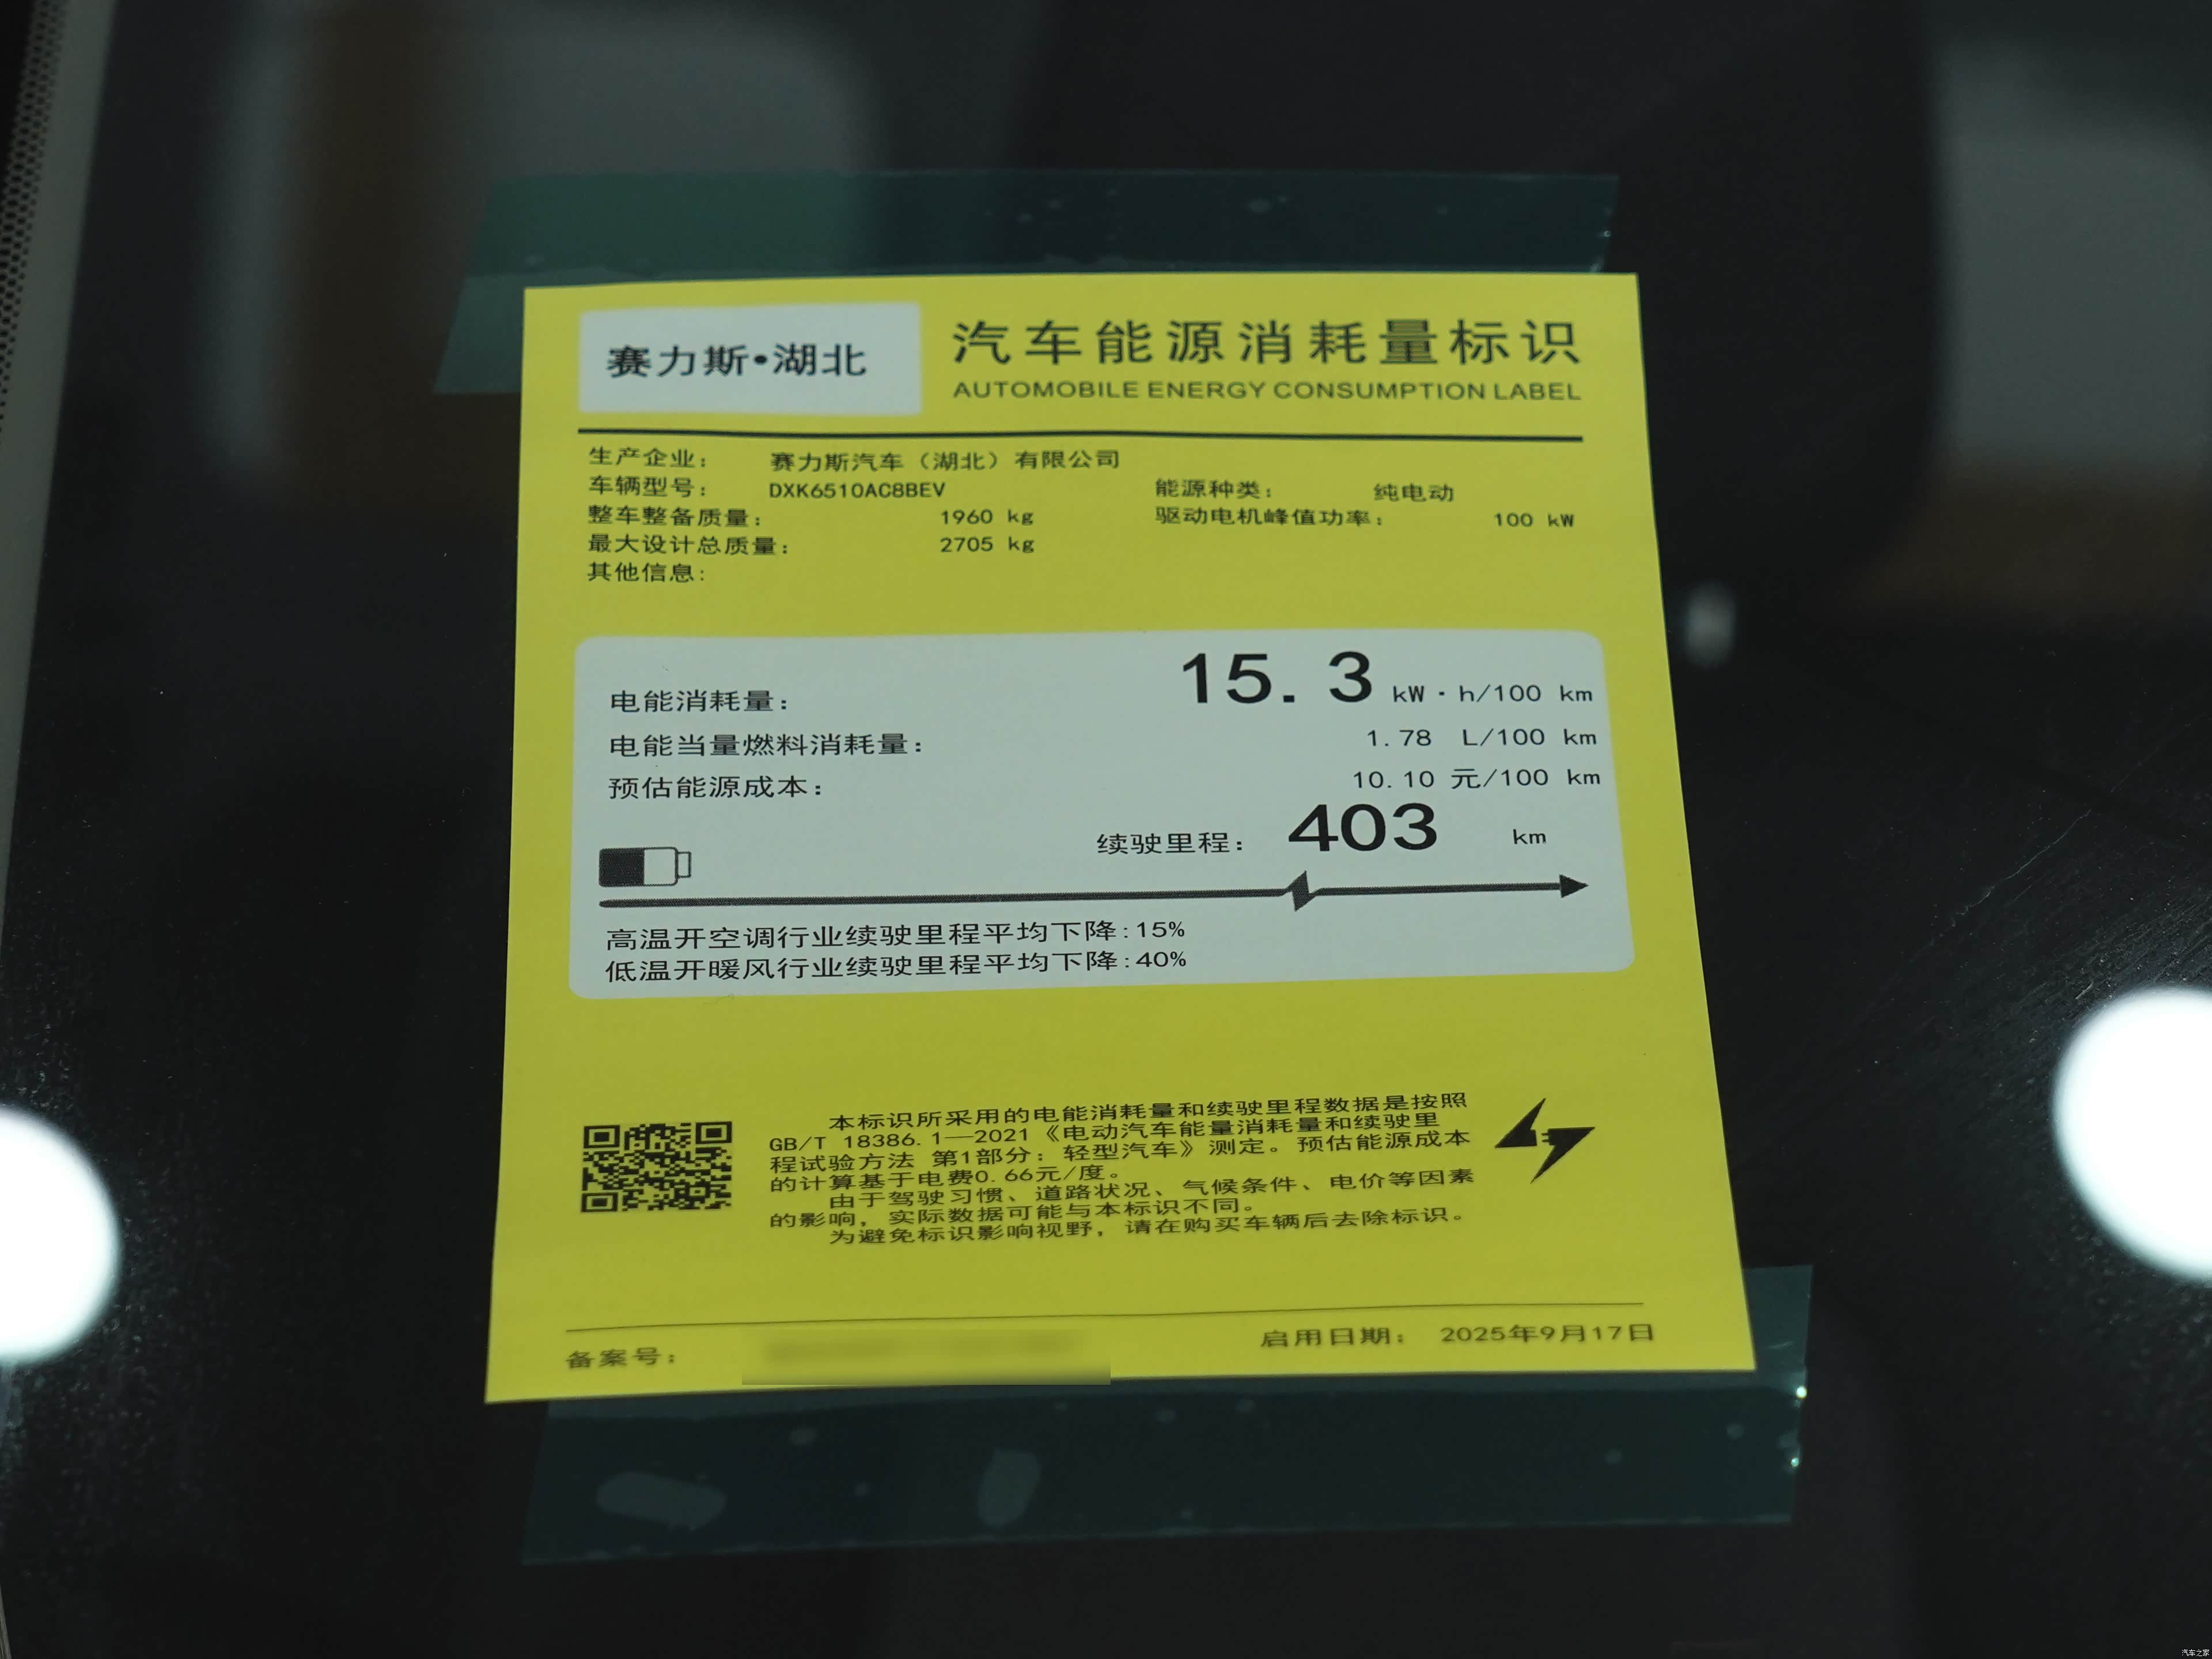 赛力斯•湖北
汽车能源消耗量标识
AUTOMOBILE ENERGY CONSUMPTION LABEL
生产企业： 赛力斯汽车（湖北）有限公司
车辆型号： DXK6510AC8BEV 能源种类： 纯电动
整车整备质量： 1960 kg 驱动电机峰值功率： 100 kW
最大设计总质量： 2705 kg
其他信息：
电能消耗量： 15.3 kW·h/100 km
电能当量燃料消耗量： 1.78 L/100 km
预估能源成本： 10.10 元/100 km
续驶里程： 403 km
高温开空调行业续驶里程平均下降：15%
低温开暖风行业续驶里程平均下降：40%
本标识所采用的电能消耗量和续驶里程数据是按照
GB/T 18386.1—2021《电动汽车能量消耗量和续驶里
程试验方法 第1部分：轻型汽车》测定。预估能源成本
的计算基于电费0.66元/度。
由于驾驶习惯、道路状况、气候条件、电价等因素
的影响，实际数据可能与本标识不同。
为避免标识影响视野，请在购买车辆后去除标识。
备案号： 启用日期： 2025年9月17日
汽车之家